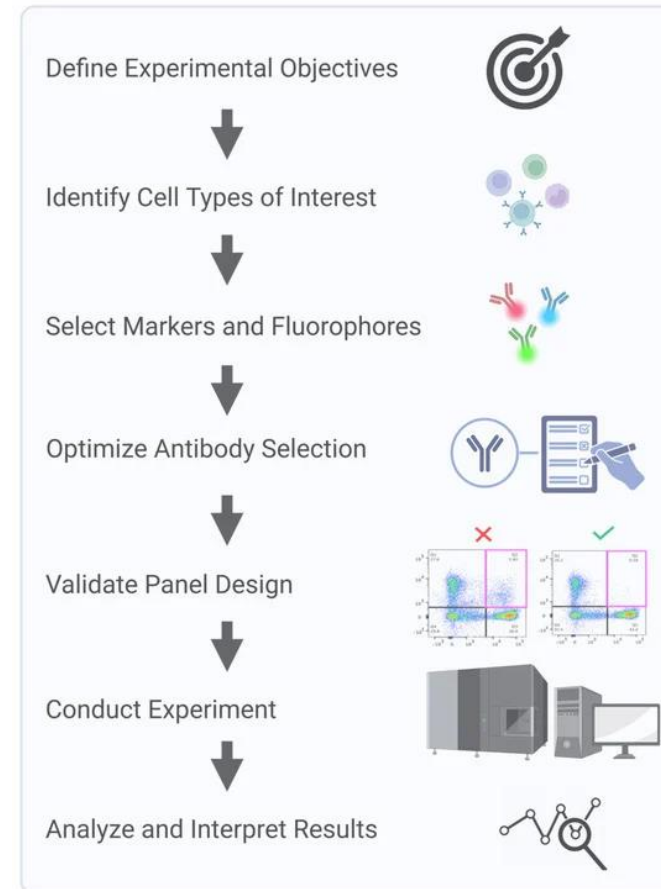 Define Experimental Objectives
Identify Cell Types of Interest
Select Markers and Fluorophores
Optimize Antibody Selection
Validate Panel Design
Conduct Experiment
Analyze and Interpret Results